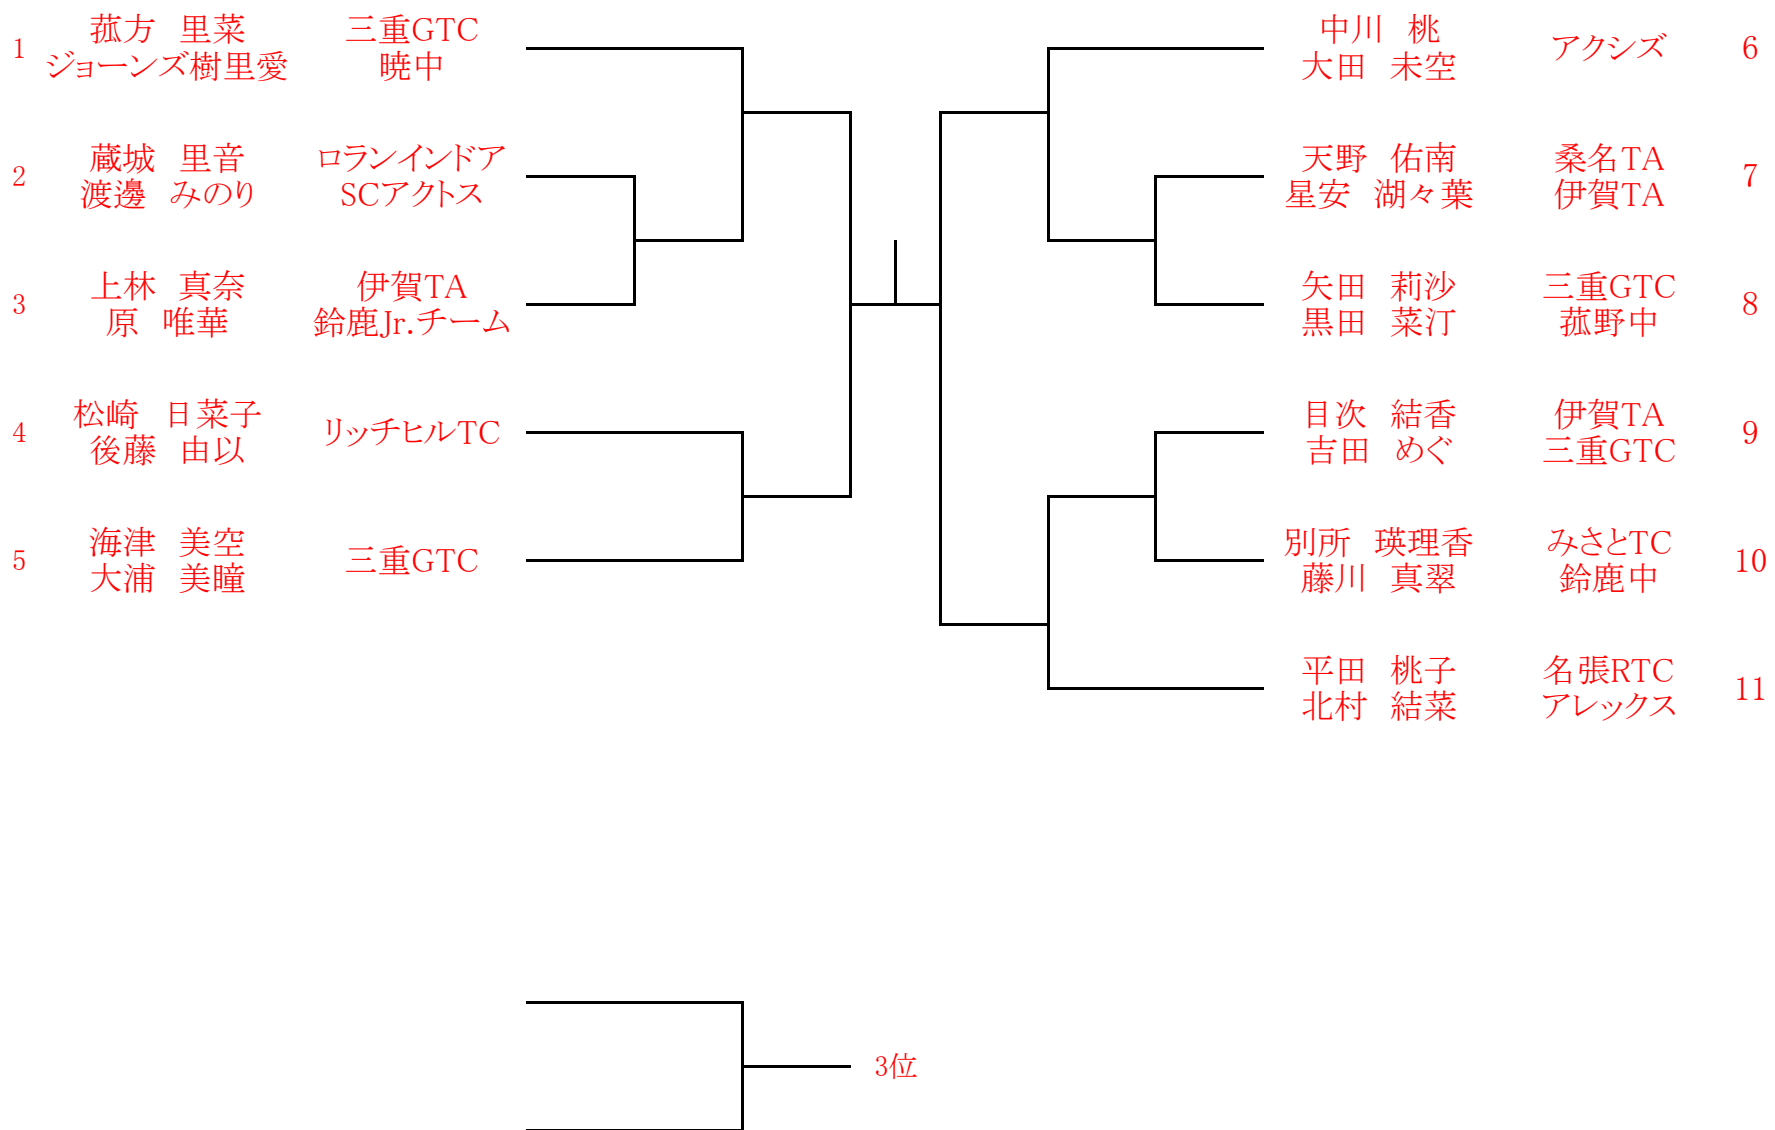 1 菰方 里菜 三重GTC
ジョーンズ樹里愛 暁中
2 蔵城 里音 ロランインドア
渡邊 みのり SCアクトス
3 上林 真奈 伊賀TA
原 唯華 鈴鹿Jr.チーム
4 松崎 日菜子 リッチヒルTC
後藤 由以
5 海津 美空 三重GTC
大浦 美瞳
中川 桃 アクシズ 6
大田 未空
天野 佑南 桑名TA 7
星安 湖々葉 伊賀TA
矢田 莉沙 三重GTC 8
黒田 菜汀 菰野中
目次 結香 伊賀TA 9
吉田 めぐ 三重GTC
別所 瑛理香 みさとTC 10
藤川 真翠 鈴鹿中
平田 桃子 名張RTC 11
北村 結菜 アレックス
3位